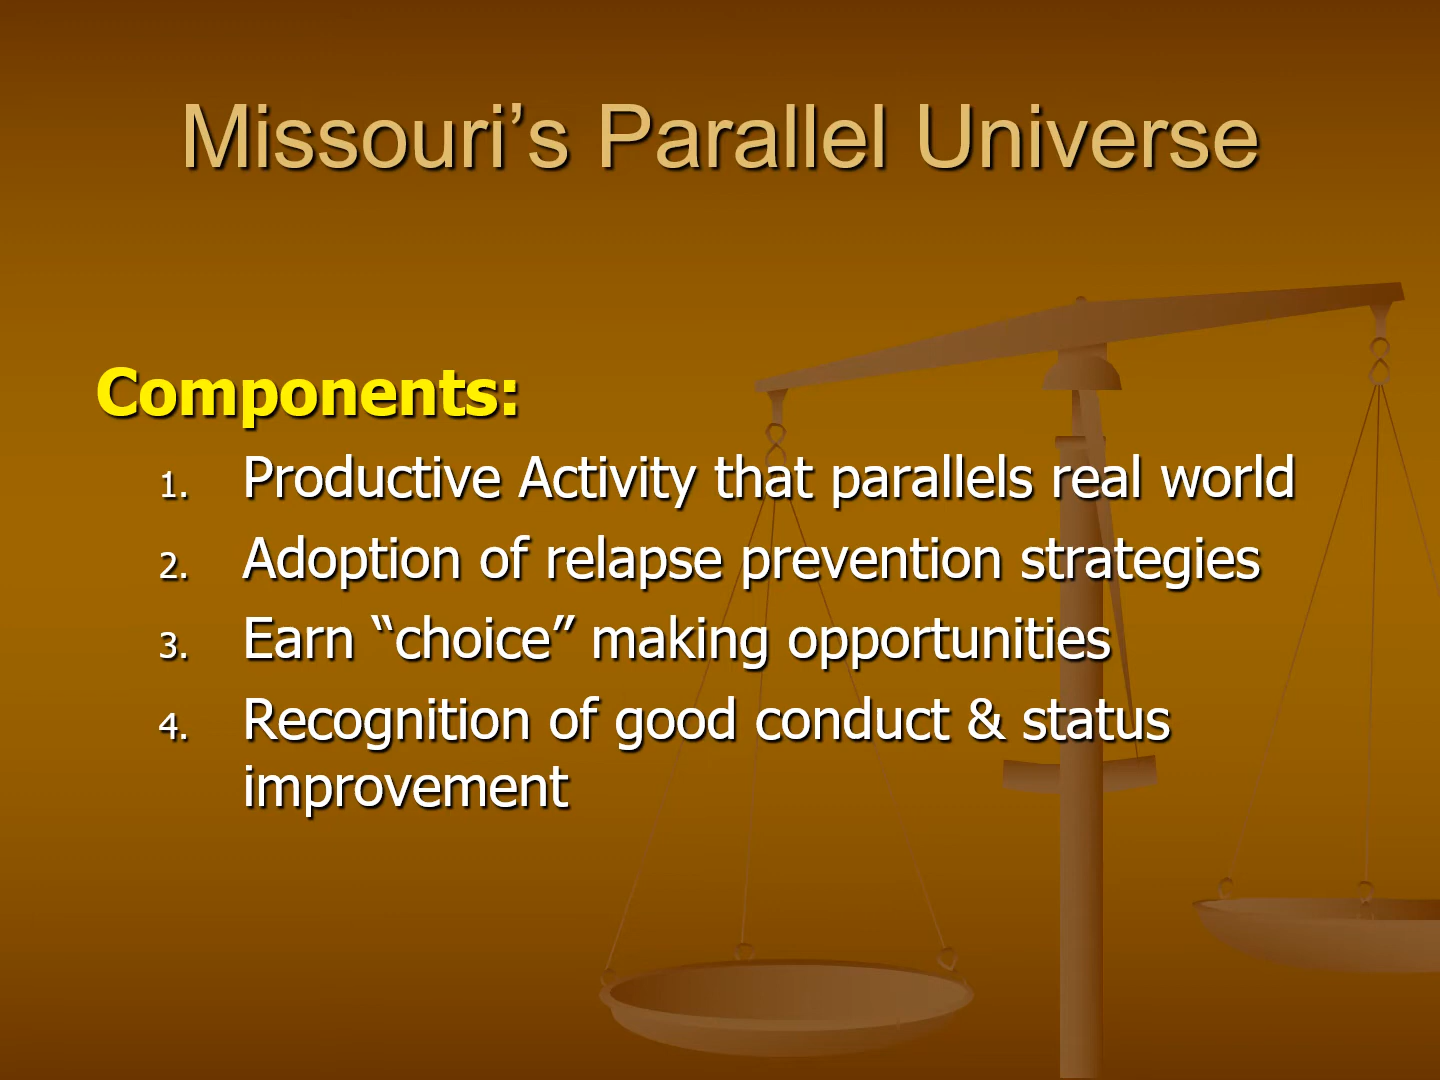 Missouri’s Parallel Universe
Components:
1. Productive Activity that parallels real world
2. Adoption of relapse prevention strategies
3. Earn “choice” making opportunities
4. Recognition of good conduct & status
improvement